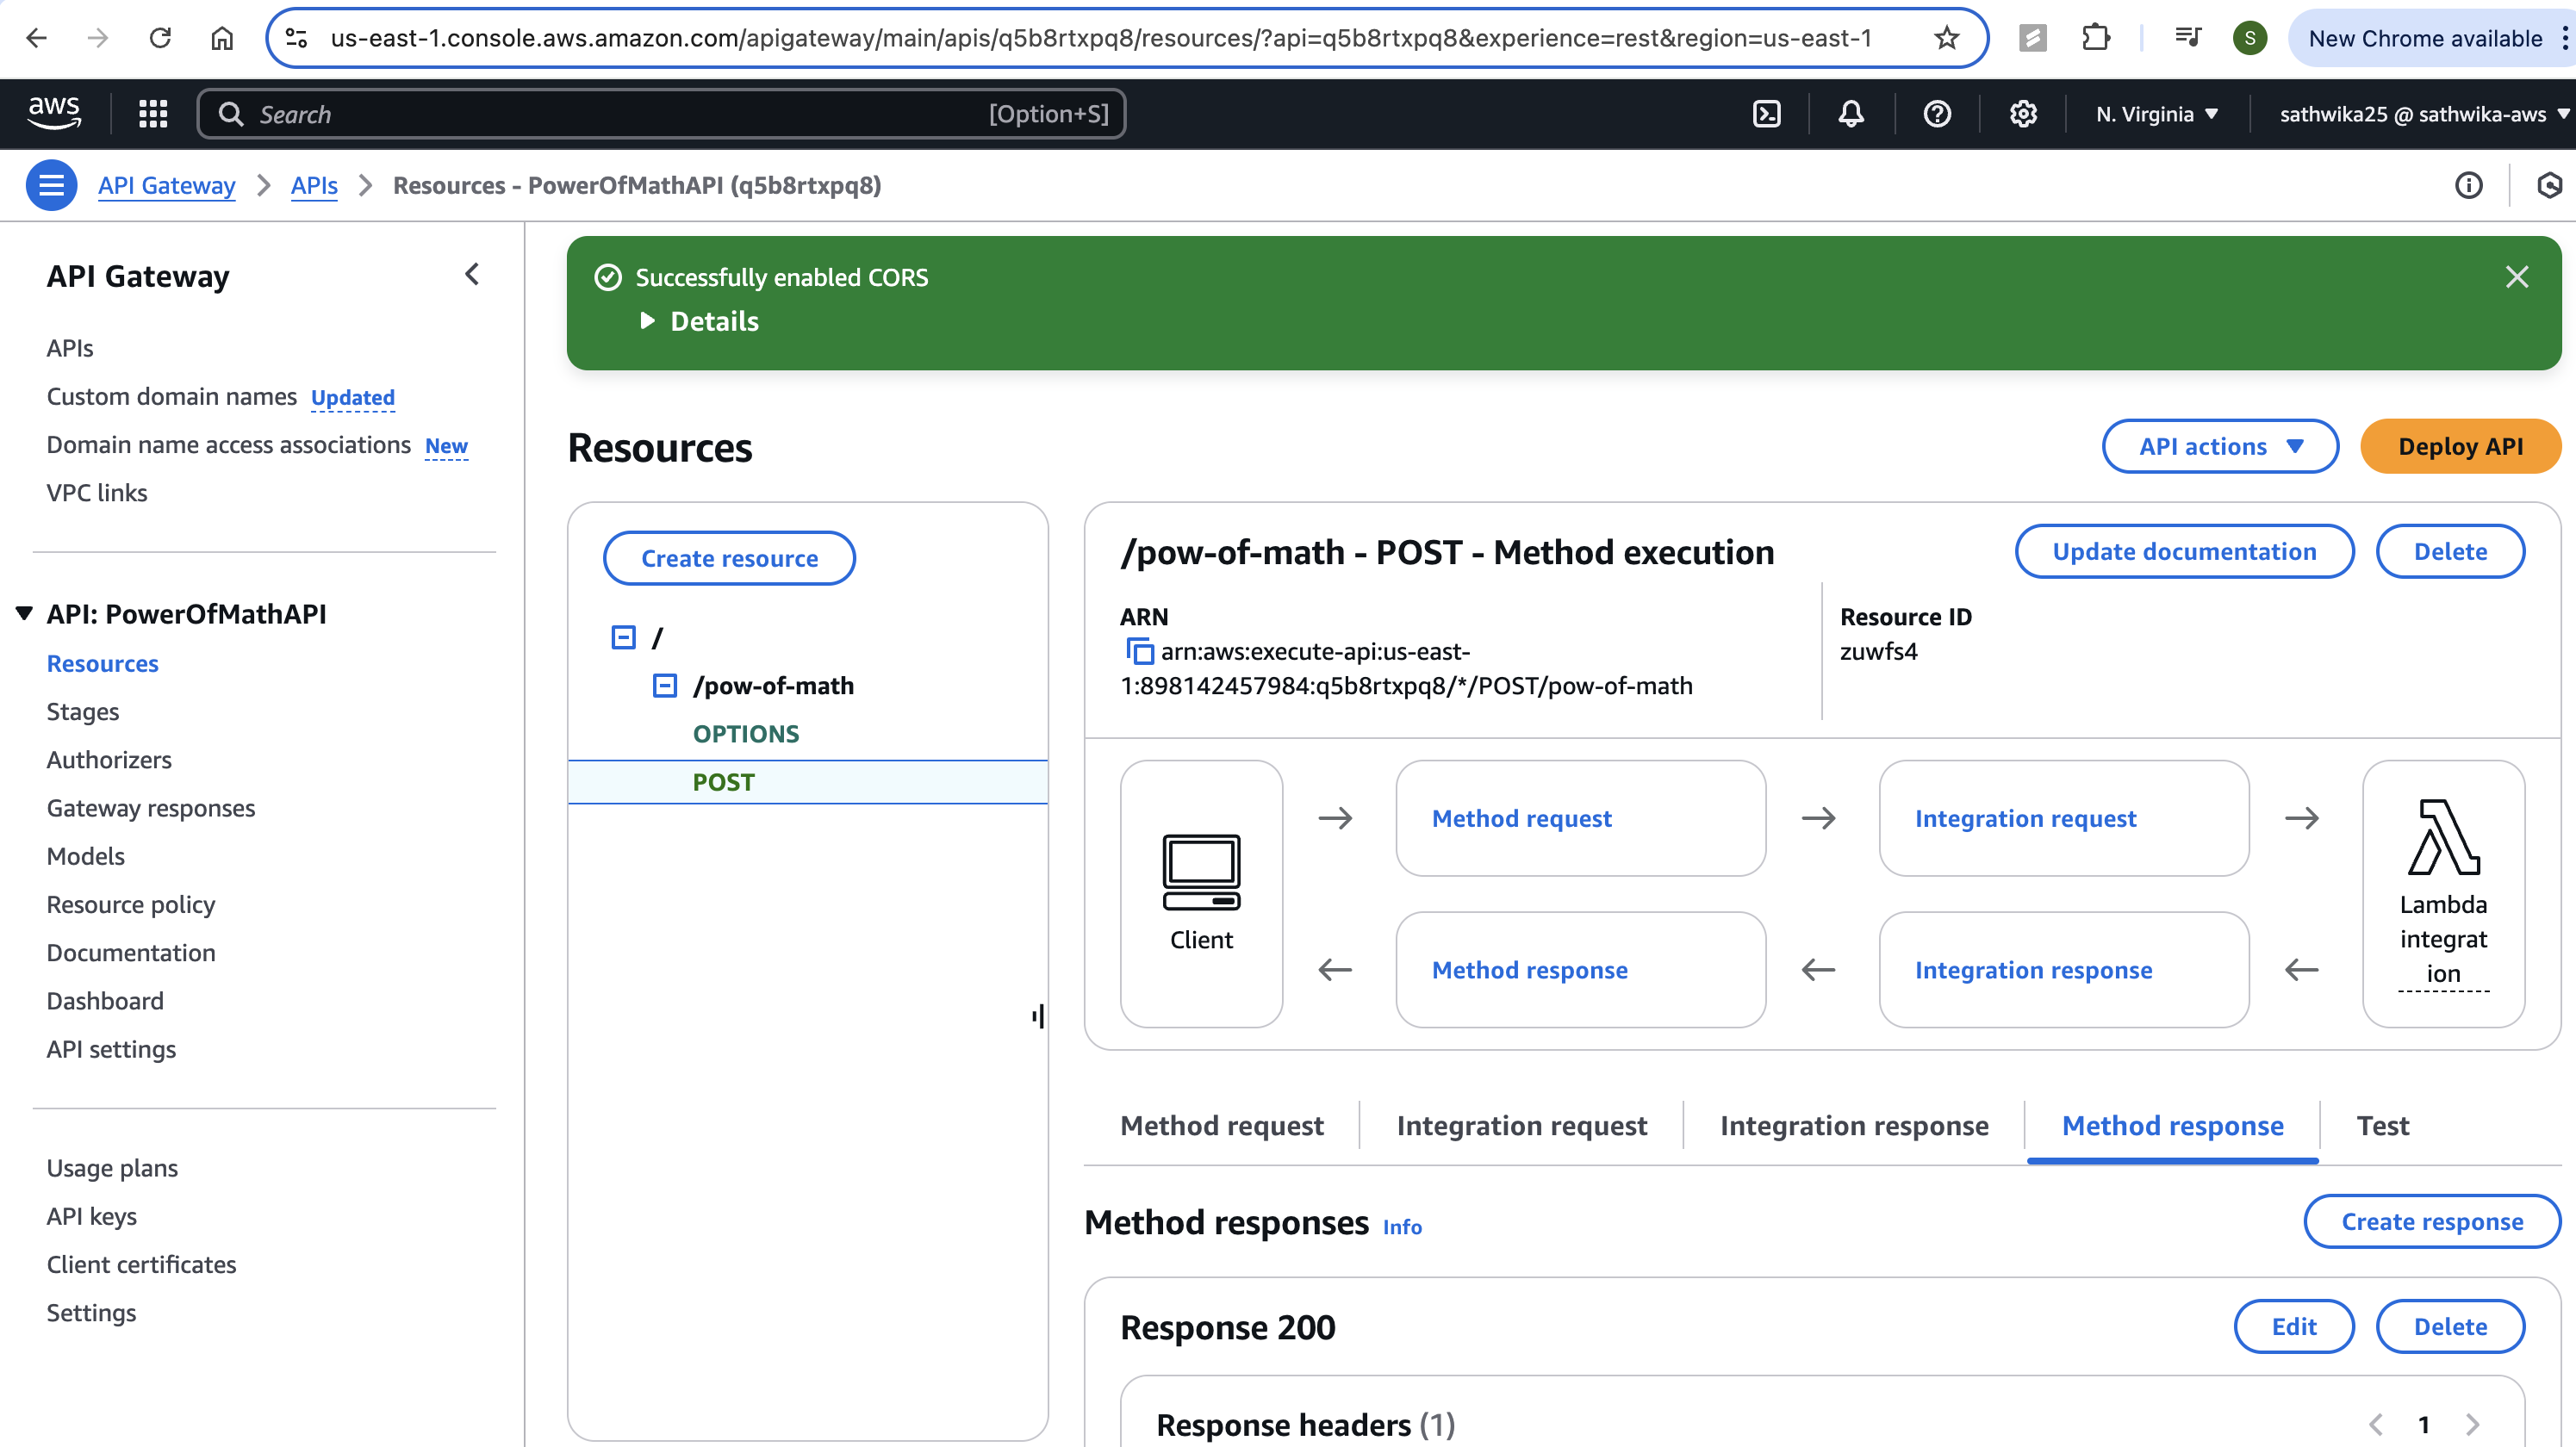 us-east-1.console.aws.amazon.com/apigateway/main/apis/q5b8rtxpq8/resources/?api=q5b8rtxpq8&experience=rest&region=us-east-1
S
New Chrome available
aws
Search
[Option+S]
N. Virginia
sathwika25 @ sathwika-aws
API Gateway
APIs
Resources - PowerOfMathAPI (q5b8rtxpq8)
API Gateway
APIs
Custom domain names Updated
Domain name access associations New
VPC links
API: PowerOfMathAPI
Resources
Stages
Authorizers
Gateway responses
Models
Resource policy
Documentation
Dashboard
API settings
Usage plans
API keys
Client certificates
Settings
Successfully enabled CORS
Details
Resources
API actions
Deploy API
Create resource
/
/pow-of-math
OPTIONS
POST
/pow-of-math - POST - Method execution
Update documentation
Delete
ARN
arn:aws:execute-api:us-east-
1:898142457984:q5b8rtxpq8/*/POST/pow-of-math
Resource ID
zuwfs4
Client
Method request
Integration request
Method response
Integration response
Lambda
integrat
ion
Method request
Integration request
Integration response
Method response
Test
Method responses Info
Create response
Response 200
Edit
Delete
Response headers (1)
1